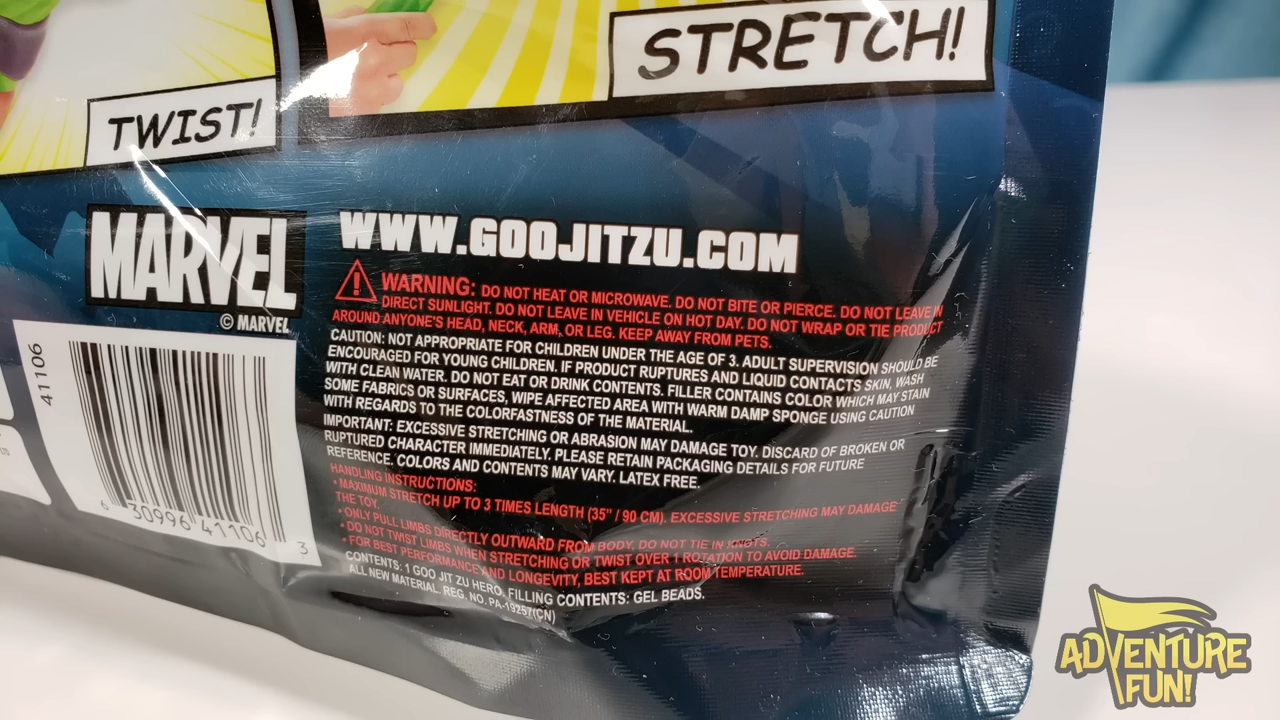 STRETCH!
TWIST!
MARVEL
© MARVEL
WWW.GOOJITZU.COM
WARNING: DO NOT HEAT OR MICROWAVE. DO NOT BITE OR PIERCE. DO NOT LEAVE IN
DIRECT SUNLIGHT. DO NOT LEAVE IN VEHICLE ON HOT DAY. DO NOT WRAP OR TIE PRODUCT
AROUND ANYONE'S HEAD, NECK, ARM, OR LEG. KEEP AWAY FROM PETS.
CAUTION: NOT APPROPRIATE FOR CHILDREN UNDER THE AGE OF 3. ADULT SUPERVISION SHOULD BE
ENCOURAGED FOR YOUNG CHILDREN. IF PRODUCT RUPTURES AND LIQUID CONTACTS SKIN, WASH
WITH CLEAN WATER. DO NOT EAT OR DRINK CONTENTS. FILLER CONTAINS COLOR WHICH MAY STAIN
SOME FABRICS OR SURFACES, WIPE AFFECTED AREA WITH WARM DAMP SPONGE USING CAUTION
WITH REGARDS TO THE COLORFASTNESS OF THE MATERIAL.
IMPORTANT: EXCESSIVE STRETCHING OR ABRASION MAY DAMAGE TOY. DISCARD OF BROKEN OR
RUPTURED CHARACTER IMMEDIATELY. PLEASE RETAIN PACKAGING DETAILS FOR FUTURE
REFERENCE. COLORS AND CONTENTS MAY VARY. LATEX FREE.
HANDLING INSTRUCTIONS:
• MAXIMUM STRETCH UP TO 3 TIMES LENGTH (35" / 90 CM). EXCESSIVE STRETCHING MAY DAMAGE
THE TOY.
• ONLY PULL LIMBS DIRECTLY OUTWARD FROM BODY, DO NOT TIE IN KNOTS.
• DO NOT TWIST LIMBS WHEN STRETCHING OR TWIST OVER 1 ROTATION TO AVOID DAMAGE.
• FOR BEST PERFORMANCE AND LONGEVITY, BEST KEPT AT ROOM TEMPERATURE.
CONTENTS: 1 GOO JIT ZU HERO, FILLING CONTENTS: GEL BEADS.
ALL NEW MATERIAL. REG. NO. PA-19257(CN)
41106
6 30996 41106 3
LTD
ADVENTURE
FUN!